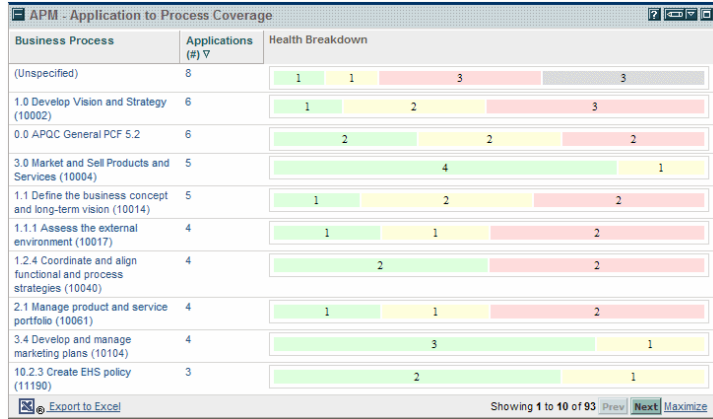 APM - Application to Process Coverage
?
Business Process Applications Health Breakdown
(#) ▽
(Unspecified) 8 1 1 3 3
1.0 Develop Vision and Strategy 6 1 2 3
(10002)
0.0 APQC General PCF 5.2 6 2 2 2
3.0 Market and Sell Products and 5 4 1
Services (10004)
1.1 Define the business concept 5 1 2 2
and long-term vision (10014)
1.1.1 Assess the external 4 1 1 2
environment (10017)
1.2.4 Coordinate and align 4 2 2
functional and process
strategies (10040)
2.1 Manage product and service 4 1 1 2
portfolio (10061)
3.4 Develop and manage 4 3 1
marketing plans (10104)
10.2.3 Create EHS policy 3 2 1
(11190)
Export to Excel Showing 1 to 10 of 93 Prev Next Maximize